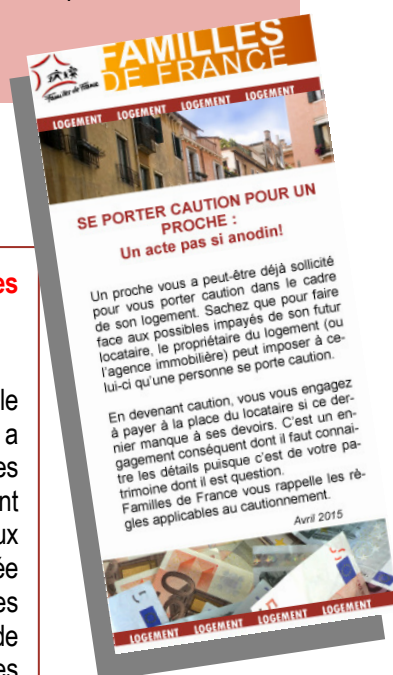 FAMILLES
DE FRANCE
Familles de France
LOGEMENT LOGEMENT LOGEMENT LOGEMENT
SE PORTER CAUTION POUR UN
PROCHE :
Un acte pas si anodin!
Un proche vous a peut-être déjà sollicité
pour vous porter caution dans le cadre
de son logement. Sachez que pour faire
face aux possibles impayés de son futur
locataire, le propriétaire du logement (ou
l'agence immobilière) peut imposer à ce-
lui-ci qu'une personne se porte caution.
En devenant caution, vous vous engagez
à payer à la place du locataire si ce der-
nier manque à ses devoirs. C'est un en-
gagement conséquent dont il faut connaî-
tre les détails puisque c'est de votre pa-
trimoine dont il est question.
Familles de France vous rappelle les rè-
gles applicables au cautionnement.
Avril 2015
LOGEMENT LOGEMENT LOGEMENT LOGEMENT
es
le
a
es
nt
ux
ée
es
de
es